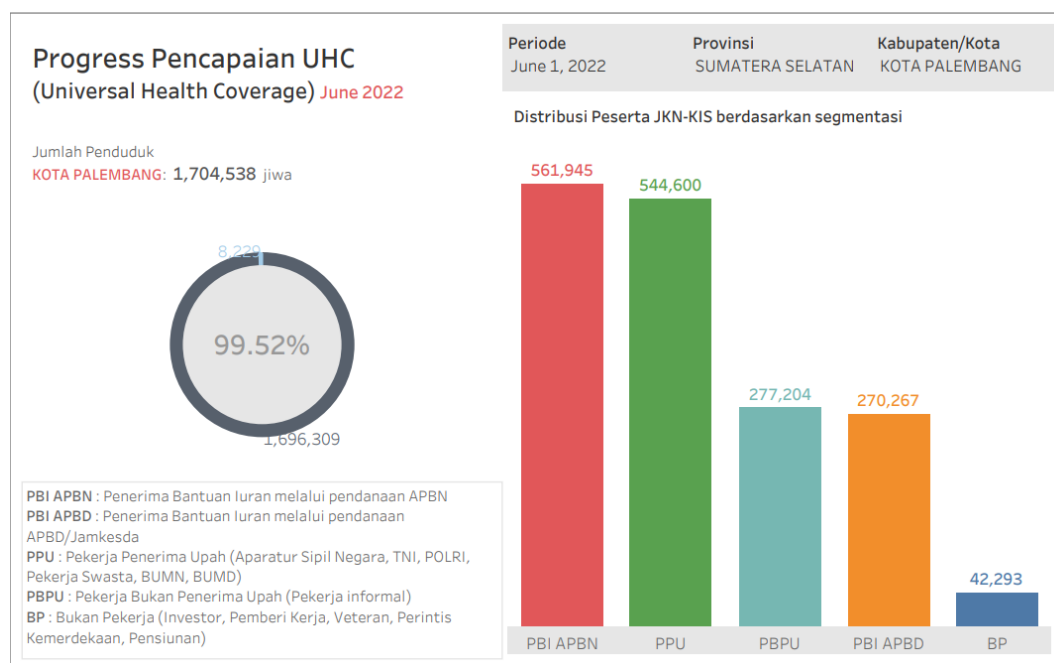 Progress Pencapaian UHC
(Universal Health Coverage) June 2022
Jumlah Penduduk
KOTA PALEMBANG: 1,704,538 jiwa
8,229
99.52%
1,696,309
PBI APBN : Penerima Bantuan Iuran melalui pendanaan APBN
PBI APBD : Penerima Bantuan Iuran melalui pendanaan
APBD/Jamkesda
PPU : Pekerja Penerima Upah (Aparatur Sipil Negara, TNI, POLRI,
Pekerja Swasta, BUMN, BUMD)
PBPU : Pekerja Bukan Penerima Upah (Pekerja informal)
BP : Bukan Pekerja (Investor, Pemberi Kerja, Veteran, Perintis
Kemerdekaan, Pensiunan)
Periode Provinsi Kabupaten/Kota
June 1, 2022 SUMATERA SELATAN KOTA PALEMBANG
Distribusi Peserta JKN-KIS berdasarkan segmentasi
561,945
544,600
277,204
270,267
42,293
PBI APBN PPU PBPU PBI APBD BP